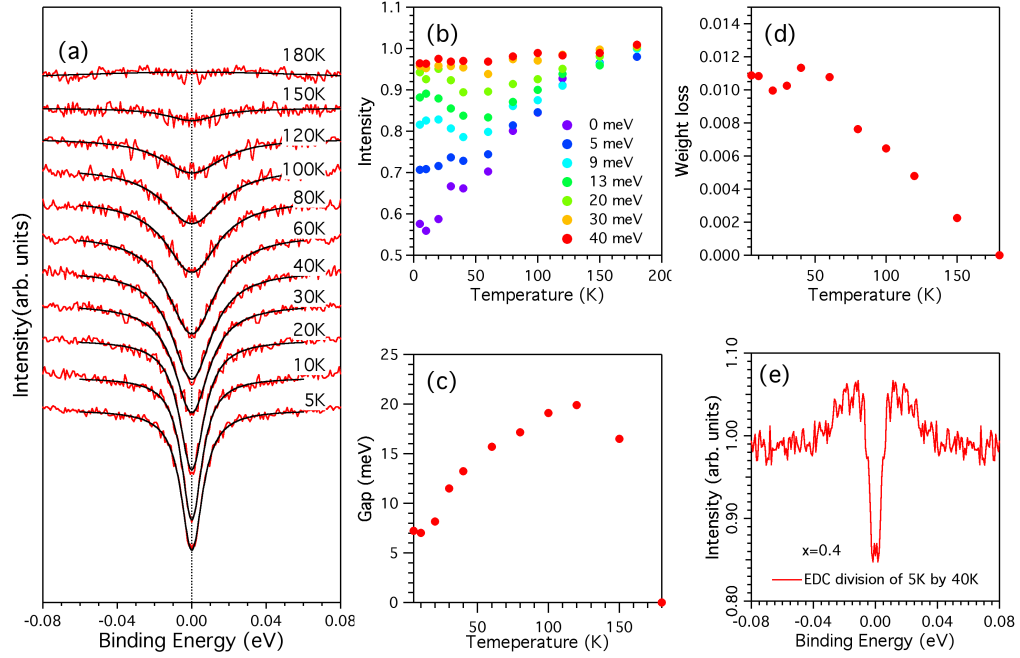 (a)
180K
150K
120K
100K
80K
60K
40K
30K
20K
10K
5K
Intensity(arb. units)
-0.08 -0.04 0.00 0.04 0.08
Binding Energy (eV)
(b)
1.1
1.0
0.9
0.8
0.7
0.6
0.5
Intensity
0 meV
5 meV
9 meV
13 meV
20 meV
30 meV
40 meV
0 50 100 150 200
Temperature (K)
(c)
25
20
15
10
5
0
Gap (meV)
50 100 150
Temeperature (K)
(d)
0.015
0.014
0.012
0.010
0.008
0.006
0.004
0.002
0.000
Weight loss
0 50 100 150
Temperature (K)
(e)
1.10
1.00
0.90
0.80
Intensity (arb. units)
x=0.4
EDC division of 5K by 40K
-0.08 -0.04 0.00 0.04 0.08
Binding Energy (eV)